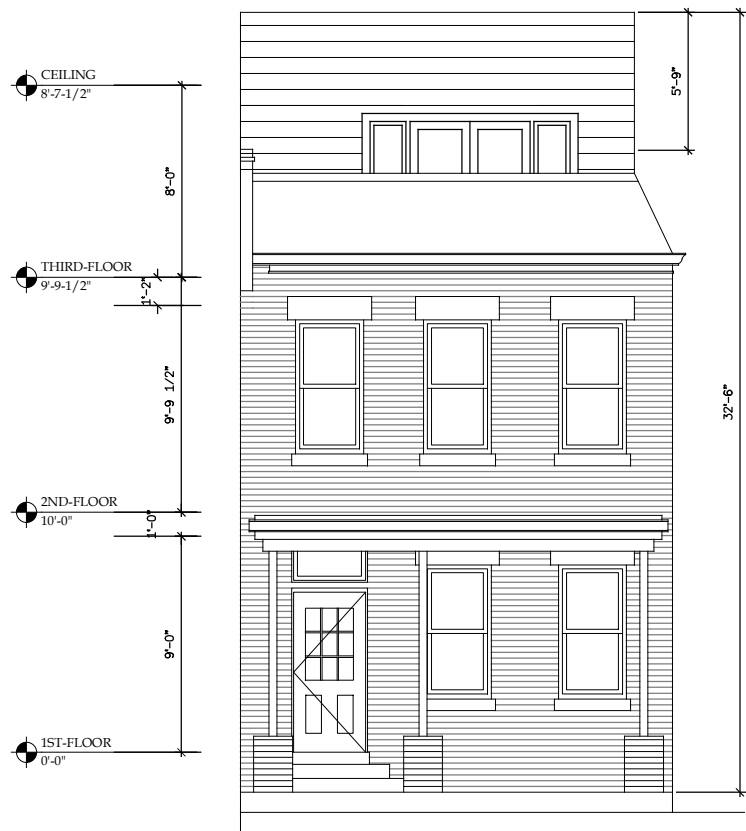 CEILING
8'-7-1/2"
5'-9"
8'-0"
THIRD-FLOOR
9'-9-1/2"
1'-2"
9'-9 1/2"
32'-6"
2ND-FLOOR
10'-0"
1'-0"
9'-0"
1ST-FLOOR
0'-0"